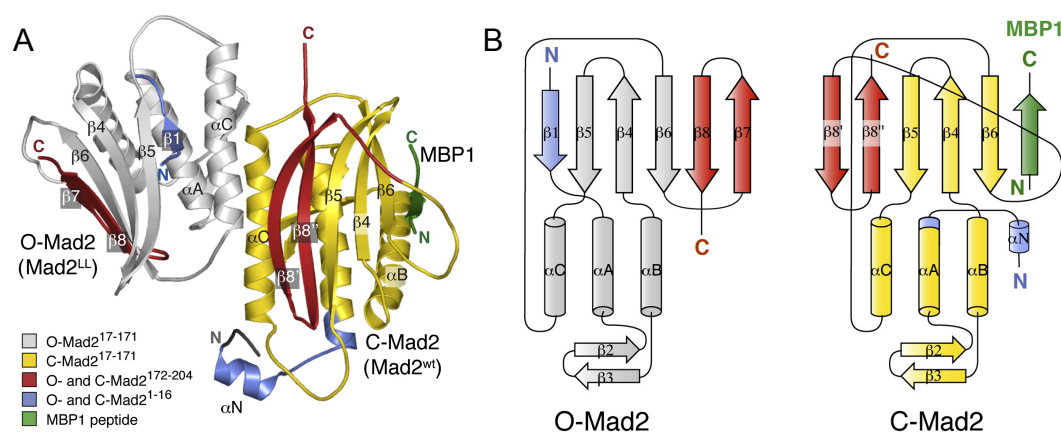 A
C
β4
β6
β5
β1
αC
N
C
αA
β7
β8
O-Mad2
(Mad2ᴸᴸ)
C
MBP1
β5
β6
αC
β8''
β4
N
β8'
αB
C-Mad2
(Mad2ʷᵗ)
N
αN
O-Mad2¹⁷⁻¹⁷¹
C-Mad2¹⁷⁻¹⁷¹
O- and C-Mad2¹⁷²⁻²⁰⁴
O- and C-Mad2¹⁻¹⁶
MBP1 peptide
B
N
β1 β5 β4 β6 β8 β7
C
αC αA αB
β2
β3
O-Mad2
MBP1
C C
β8' β8'' β5 β4 β6
N
αN
αC αA αB
N
β2
β3
C-Mad2